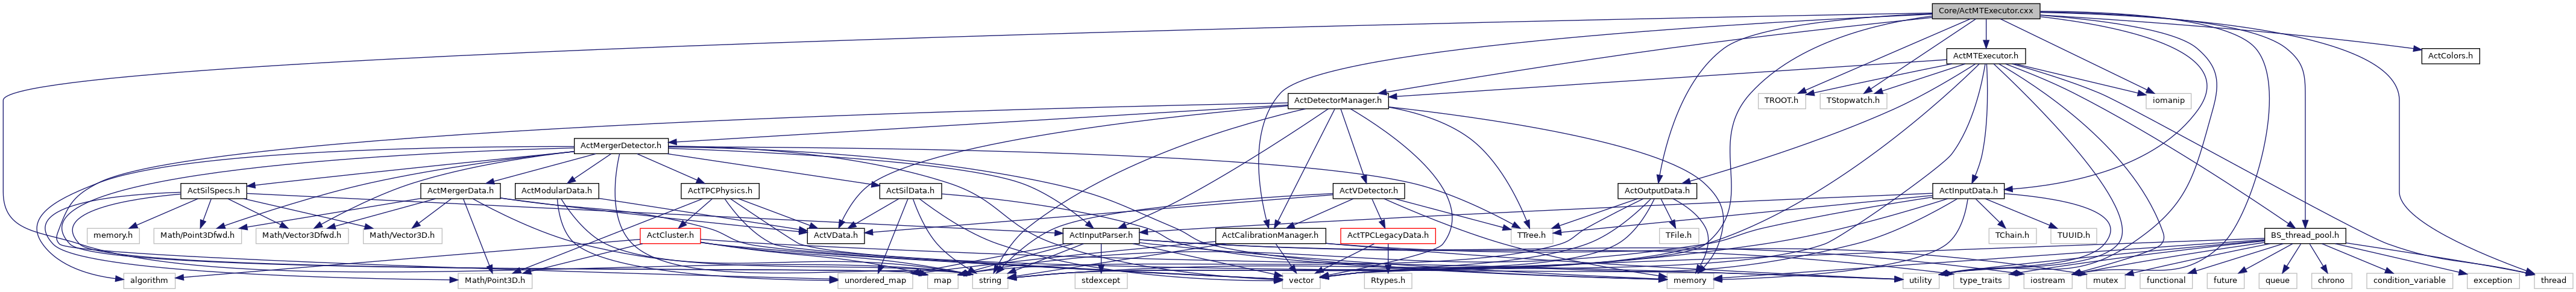 Core/ActMTExecutor.cxx
ActMTExecutor.h
ActColors.h
ActDetectorManager.h
TROOT.h
TStopwatch.h
iomanip
ActMergerDetector.h
ActSilSpecs.h
ActMergerData.h
ActModularData.h
ActTPCPhysics.h
ActSilData.h
ActVDetector.h
ActOutputData.h
ActInputData.h
memory.h
Math/Point3Dfwd.h
Math/Vector3Dfwd.h
Math/Vector3D.h
ActCluster.h
ActVData.h
ActInputParser.h
ActCalibrationManager.h
ActTPCLegacyData.h
TTree.h
TFile.h
TChain.h
TUUID.h
BS_thread_pool.h
algorithm
Math/Point3D.h
unordered_map
map
string
stdexcept
vector
Rtypes.h
memory
utility
type_traits
iostream
mutex
functional
future
queue
chrono
condition_variable
exception
thread